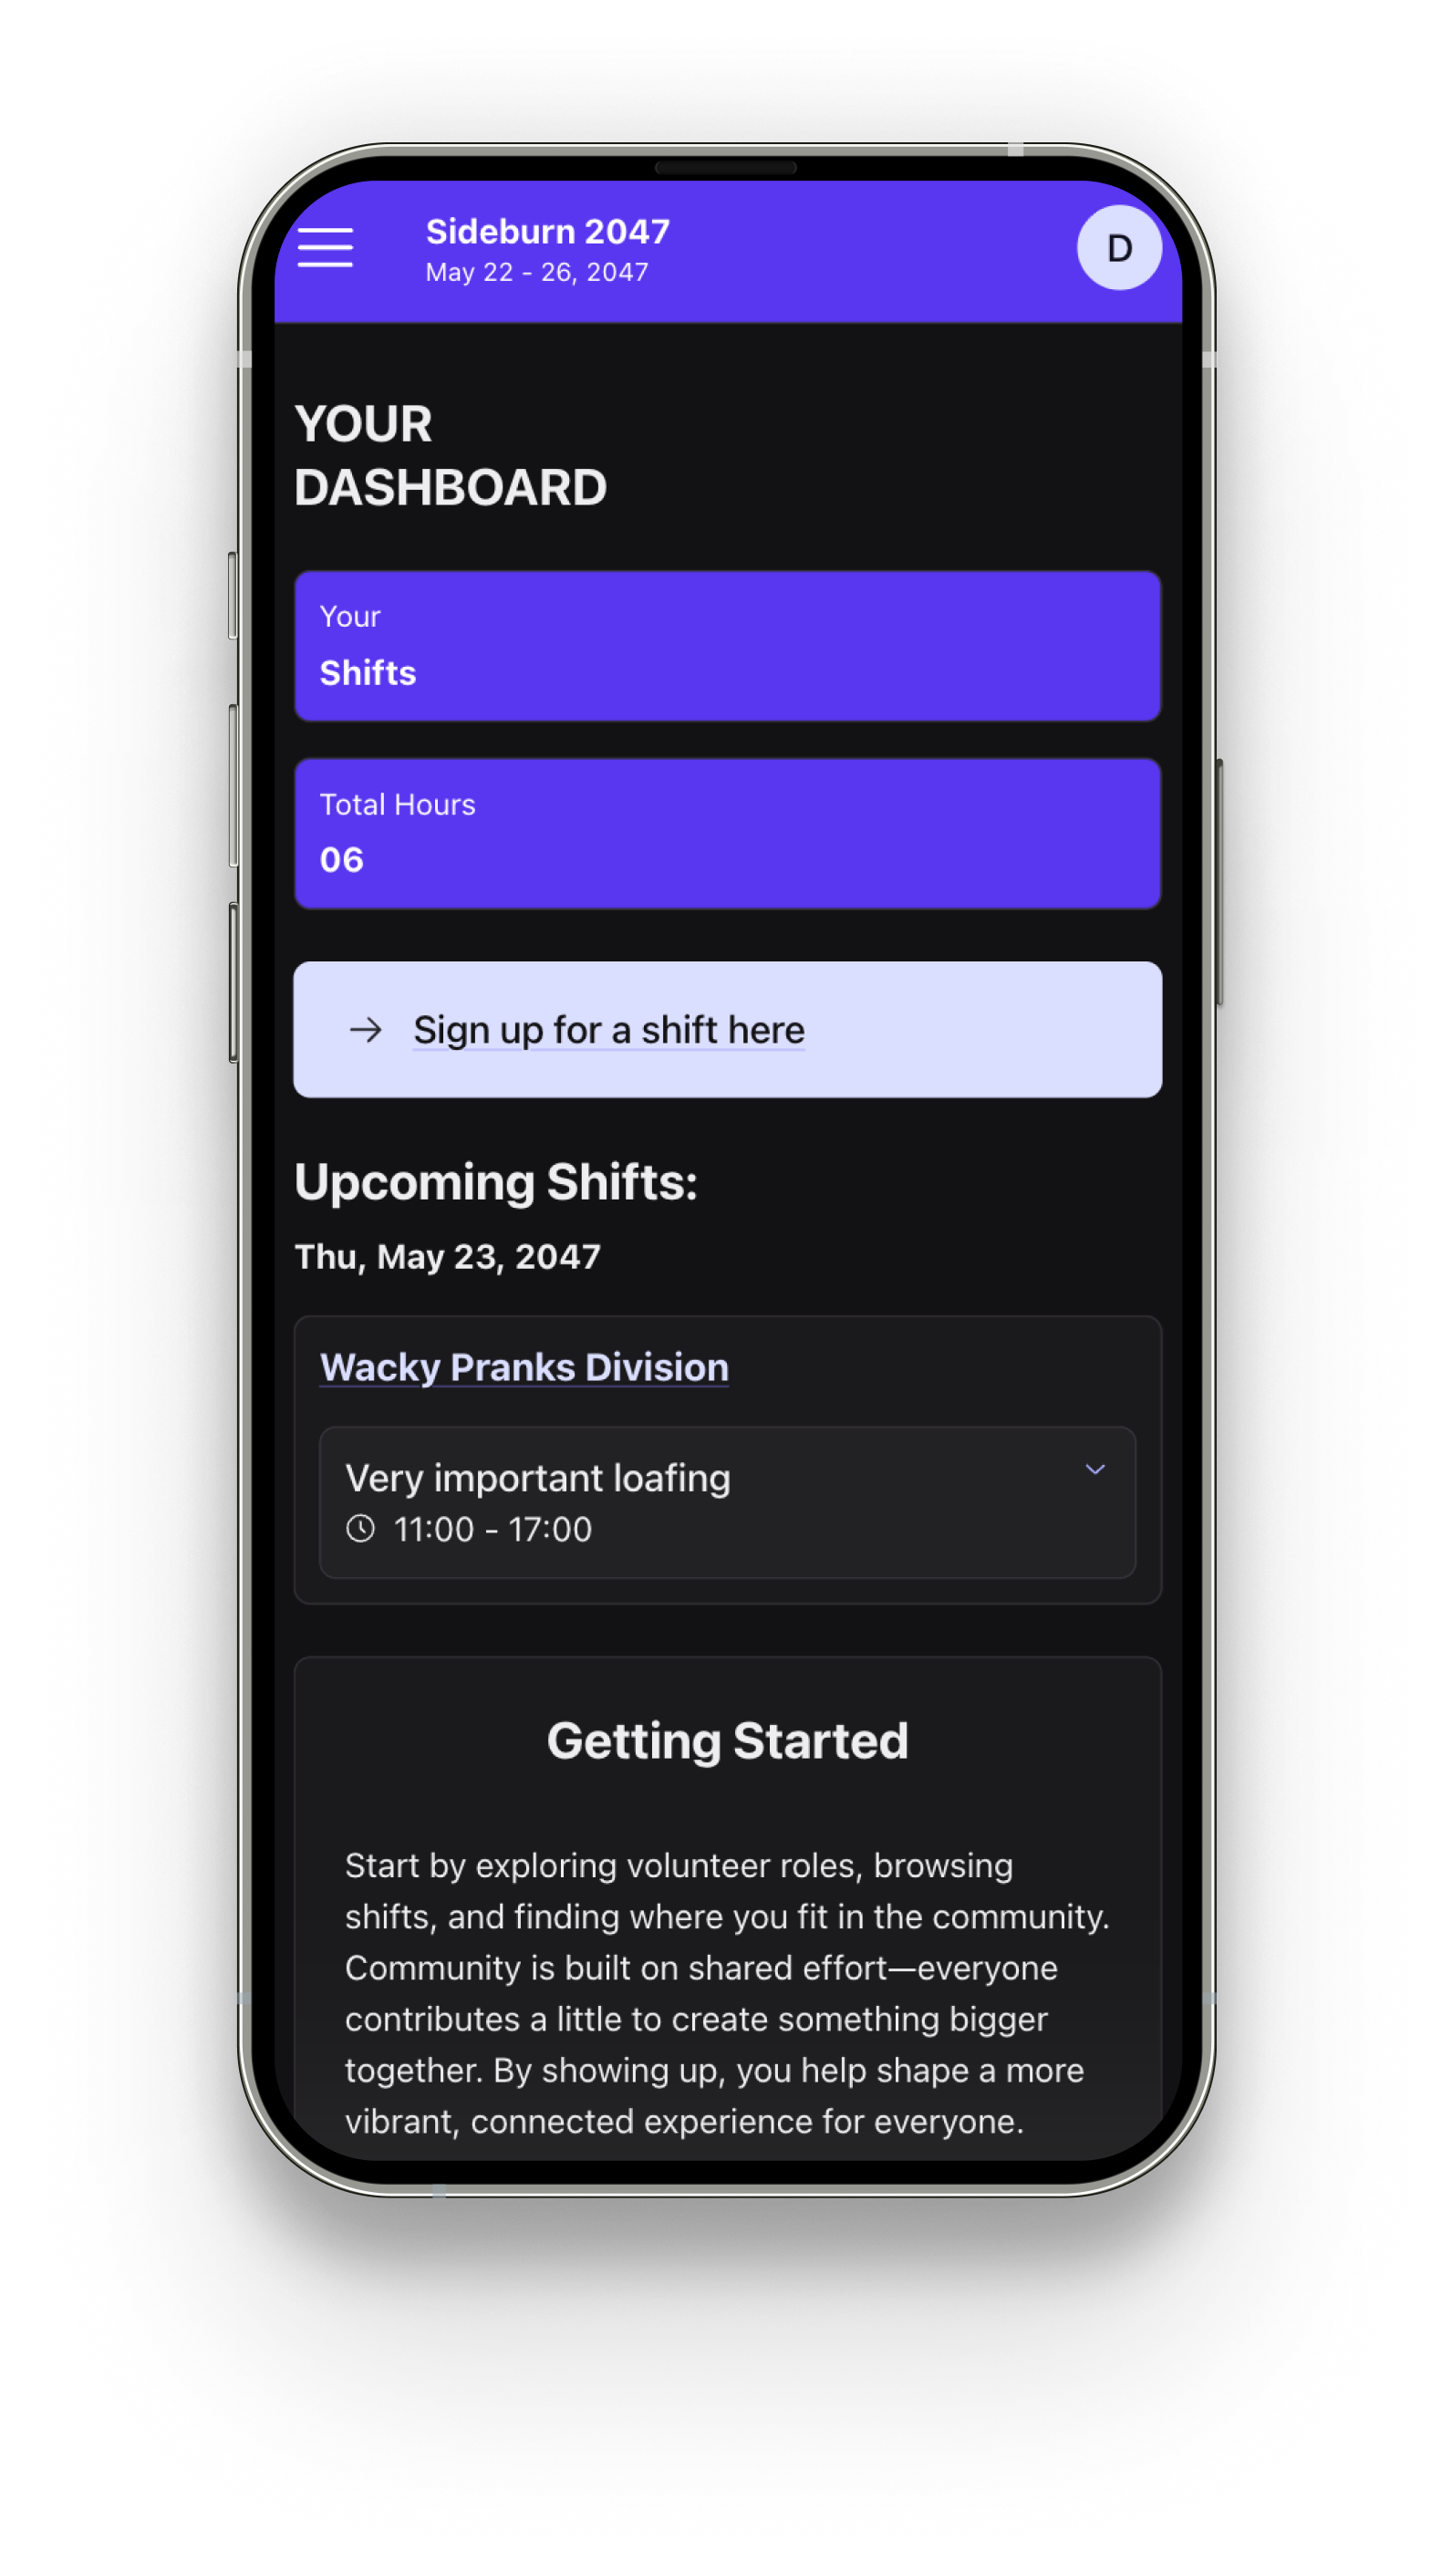 Sideburn 2047
May 22 - 26, 2047
D
YOUR
DASHBOARD
Your
Shifts
Total Hours
06
Sign up for a shift here
Upcoming Shifts:
Thu, May 23, 2047
Wacky Pranks Division
Very important loafing
11:00 - 17:00
Getting Started
Start by exploring volunteer roles, browsing
shifts, and finding where you fit in the community.
Community is built on shared effort—everyone
contributes a little to create something bigger
together. By showing up, you help shape a more
vibrant, connected experience for everyone.